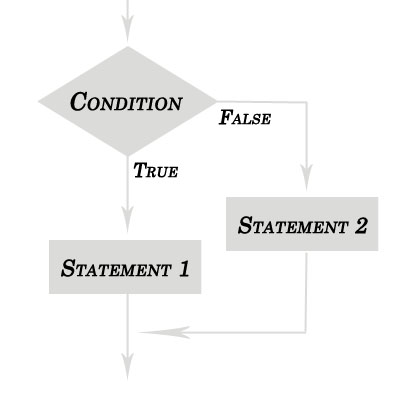 Condition
False
True
Statement 2
Statement 1